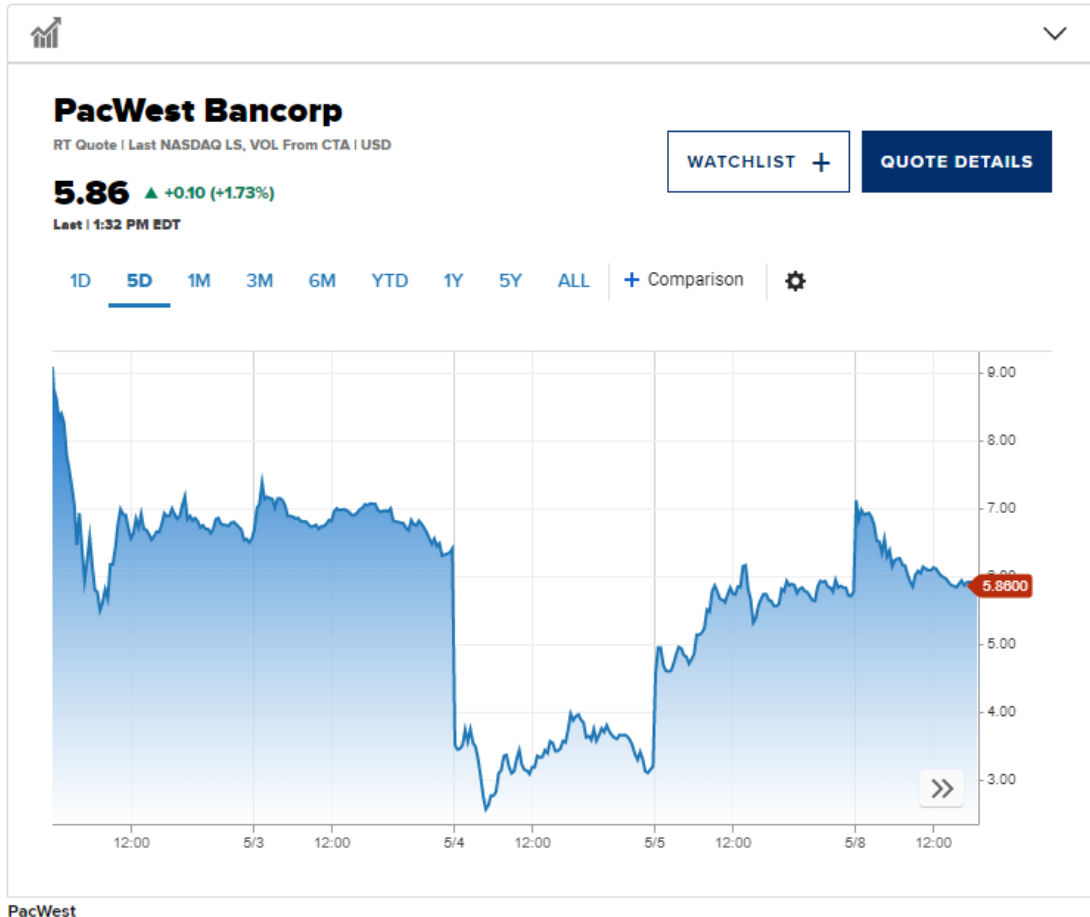 PacWest Bancorp
RT Quote | Last NASDAQ LS, VOL From CTA | USD
WATCHLIST +
QUOTE DETAILS
5.86 ▲ +0.10 (+1.73%)
Last | 1:32 PM EDT
1D 5D 1M 3M 6M YTD 1Y 5Y ALL + Comparison
9.00
8.00
7.00
6.00
5.8600
5.00
4.00
3.00
12:00 5/3 12:00 5/4 12:00 5/5 12:00 5/8 12:00
PacWest